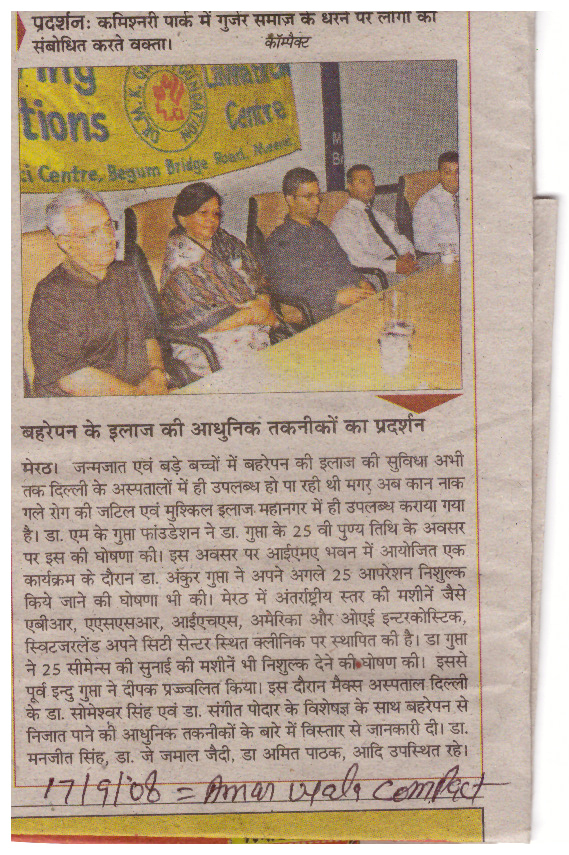 प्रदर्शन: कमिश्नरी पार्क में गुर्जर समाज के धरने पर लोगों को
संबोधित करते वक्ता।
कॉम्पैक्ट
tions
Centre
Centre, Begum Bridge Road, Meerut
बहरेपन के इलाज की आधुनिक तकनीकों का प्रदर्शन
मेरठ। जन्मजात एवं बड़े बच्चों में बहरेपन की इलाज की सुविधा अभी
तक दिल्ली के अस्पतालों में ही उपलब्ध हो पा रही थी मगर अब कान नाक
गले रोग की जटिल एवं मुश्किल इलाज महानगर में ही उपलब्ध कराया गया
है। डा. एम के गुप्ता फांउडेशन ने डा. गुप्ता के 25 वी पुण्य तिथि के अवसर
पर इस की घोषणा की। इस अवसर पर आईएमए भवन में आयोजित एक
कार्यक्रम के दौरान डा. अंकुर गुप्ता ने अपने अगले 25 आपरेशन निशुल्क
किये जाने की घोषणा भी की। मेरठ में अंतर्राष्ट्रीय स्तर की मशीनें जैसे
एबीआर, एएसएसआर, आईएचएस, अमेरिका और ओएई इन्टरकोस्टिक,
स्विटजरलेंड अपने सिटी सेन्टर स्थित क्लीनिक पर स्थापित की है। डा गुप्ता
ने 25 सीमेन्स की सुनाई की मशीनें भी निशुल्क देने की घोषण की। इससे
पूर्व इन्दु गुप्ता ने दीपक प्रज्ज्वलित किया। इस दौरान मैक्स अस्पताल दिल्ली
के डा. सोमेश्वर सिंह एवं डा. संगीत पोदार के विशेषज्ञ के साथ बहरेपन से
निजात पाने की आधुनिक तकनीकों के बारे में विस्तार से जानकारी दी। डा.
मनजीत सिंह, डा. जे जमाल जैदी, डा अमित पाठक, आदि उपस्थित रहे।
17/9/08 = Amar Ujala Compact